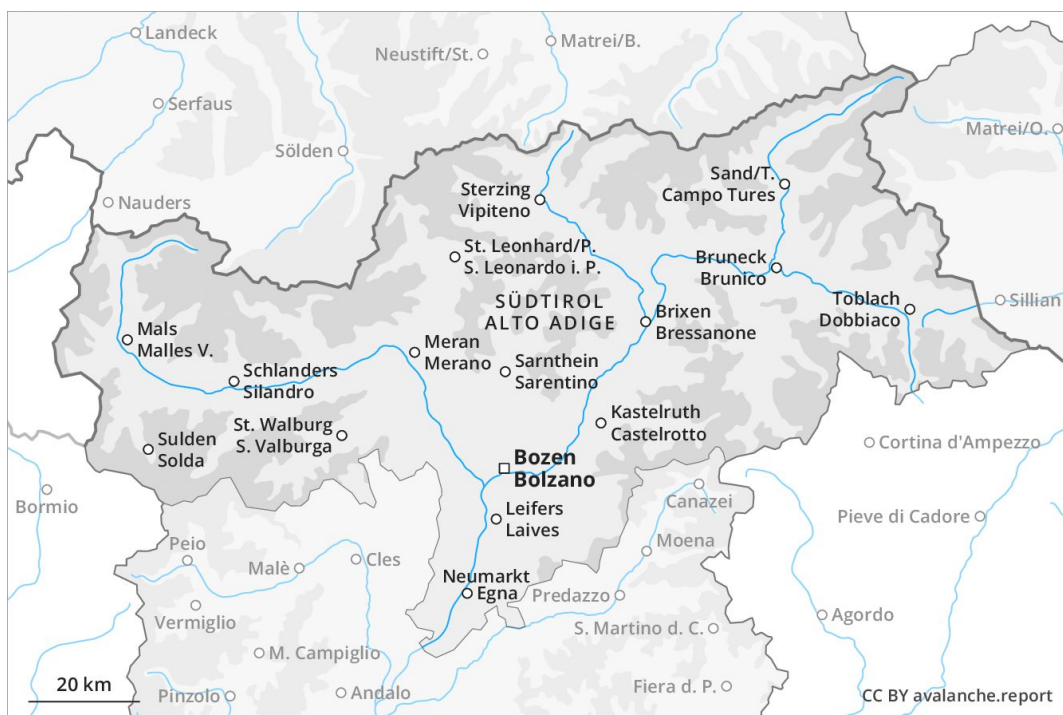 Landeck
Neustift/St.
Matrei/B.
Serfaus
Matrei/O.
Sölden
Nauders
Sand/T.
Campo Tures
Sterzing
Vipiteno
St. Leonhard/P.
S. Leonardo i. P.
Bruneck
Brunico
SÜDTIROL
ALTO ADIGE
Toblach
Dobbiaco
Sillian
Brixen
Bressanone
Mals
Malles V.
Meran
Merano
Sarnthein
Sarentino
Schlanders
Silandro
Kastelruth
Castelrotto
St. Walburg
S. Valburga
Sulden
Solda
Cortina d'Ampezzo
Bozen
Bolzano
Bormio
Canazei
Leifers
Laives
Pieve di Cadore
Moena
Peio
Malè
Cles
Neumarkt
Egna
Predazzo
Vermiglio
Agordo
S. Martino d. C.
M. Campiglio
20 km
Pinzolo
Andalo
Fiera d. P.
CC BY avalanche.report